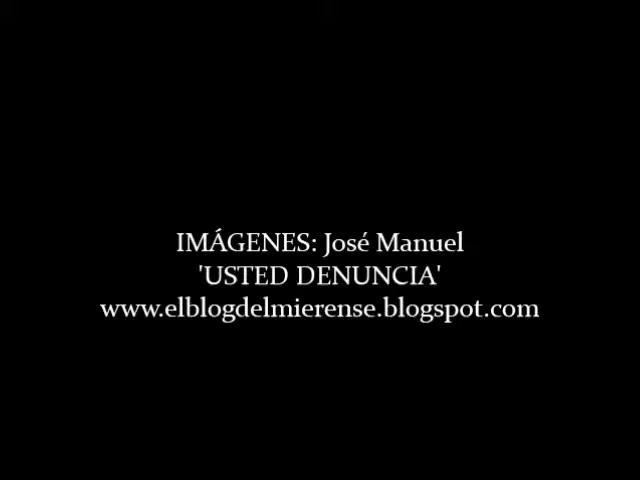 IMÁGENES: José Manuel
'USTED DENUNCIA'
www.elblogdelmierense.blogspot.com